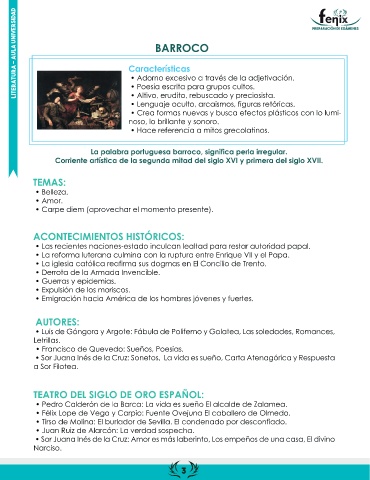 LITERATURA - AULA UNIVERSIDAD
fenix
PREPARACIÓN DE EXÁMENES
BARROCO
Características
• Adorno excesivo a través de la adjetivación.
• Poesía escrita para grupos cultos.
• Altivo, erudito, rebuscado y preciosista.
• Lenguaje oculto, arcaísmos, figuras retóricas.
• Crea formas nuevas y busca efectos plásticos con lo lumi-
noso, lo brillante y sonoro.
• Hace referencia a mitos grecolatinos.
La palabra portuguesa barroco, significa perla irregular.
Corriente artística de la segunda mitad del siglo XVI y primera del siglo XVII.
TEMAS:
• Belleza.
• Amor.
• Carpe diem (aprovechar el momento presente).
ACONTECIMIENTOS HISTÓRICOS:
• Las recientes naciones-estado inculcan lealtad para restar autoridad papal.
• La reforma luterana culmina con la ruptura entre Enrique VII y el Papa.
• La iglesia católica reafirma sus dogmas en El Concilio de Trento.
• Derrota de la Armada Invencible.
• Guerras y epidemias.
• Expulsión de los moriscos.
• Emigración hacia América de los hombres jóvenes y fuertes.
AUTORES:
• Luis de Góngora y Argote: Fábula de Polifemo y Galatea, Las soledades, Romances,
Letrillas.
• Francisco de Quevedo: Sueños, Poesías.
• Sor Juana Inés de la Cruz: Sonetos, La vida es sueño, Carta Atenagórica y Respuesta
a Sor Filotea.
TEATRO DEL SIGLO DE ORO ESPAÑOL:
• Pedro Calderón de la Barca: La vida es sueño El alcalde de Zalamea.
• Félix Lope de Vega y Carpio: Fuente Ovejuna El caballero de Olmedo.
• Tirso de Molina: El burlador de Sevilla. El condenado por desconfiado.
• Juan Ruiz de Alarcón: La verdad sospecha.
• Sor Juana Inés de la Cruz: Amor es más laberinto, Los empeños de una casa, El divino
Narciso.
3